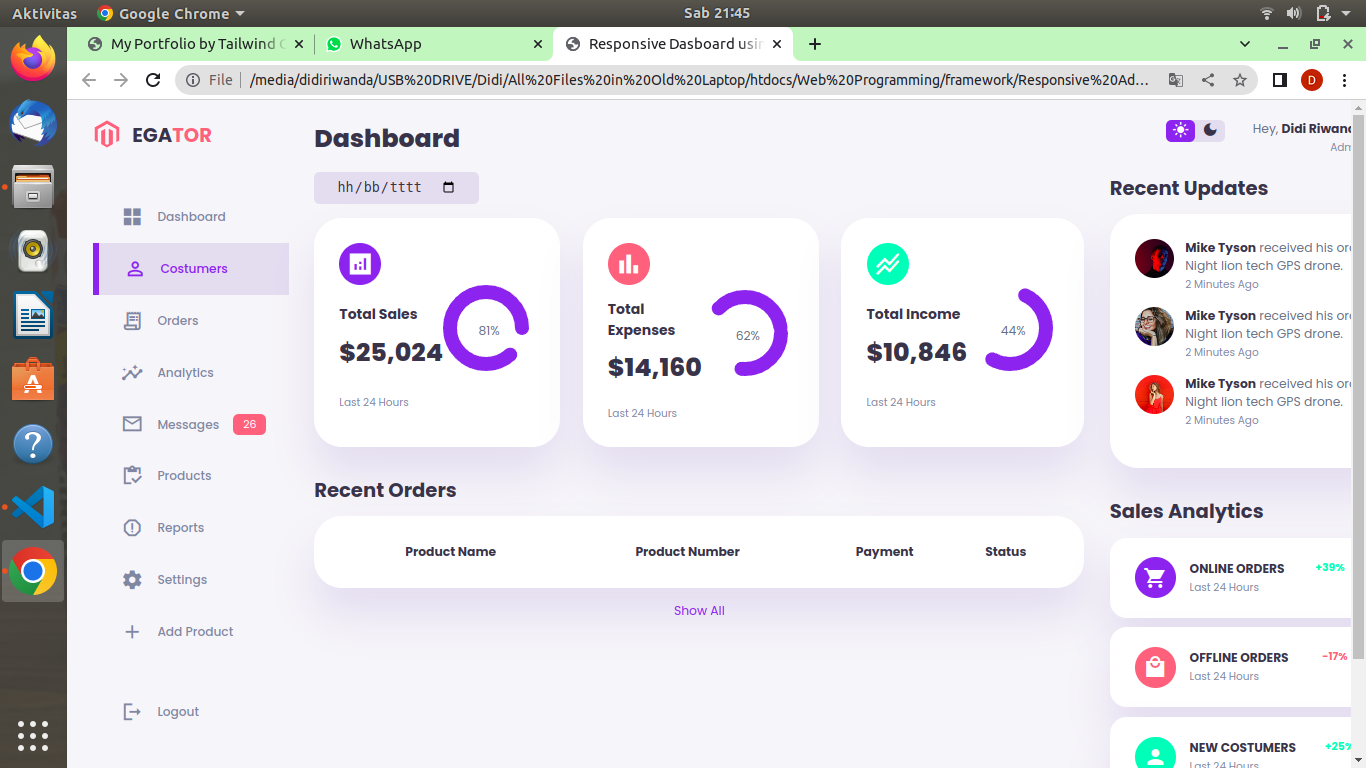 Aktivitas
Google Chrome
Sab 21:45
My Portfolio by Tailwind
WhatsApp
Responsive Dasboard usin
File
/media/didiriwanda/USB%20DRIVE/Didi/All%20Files%20in%20Old%20Laptop/htdocs/Web%20Programming/framework/Responsive%20Ad...
D
EGATOR
Dashboard
Costumers
Orders
Analytics
Messages 26
Products
Reports
Settings
Add Product
Logout
Dashboard
hh/bb/tttt
Total Sales
$25,024
81%
Last 24 Hours
Total
Expenses
$14,160
62%
Last 24 Hours
Total Income
$10,846
44%
Last 24 Hours
Recent Orders
Product Name Product Number Payment Status
Show All
Hey, Didi Riwan
Adm
Recent Updates
Mike Tyson received his or
Night lion tech GPS drone.
2 Minutes Ago
Mike Tyson received his or
Night lion tech GPS drone.
2 Minutes Ago
Mike Tyson received his or
Night lion tech GPS drone.
2 Minutes Ago
Sales Analytics
ONLINE ORDERS +39%
Last 24 Hours
OFFLINE ORDERS -17%
Last 24 Hours
NEW COSTUMERS +25%
Last 24 Hours